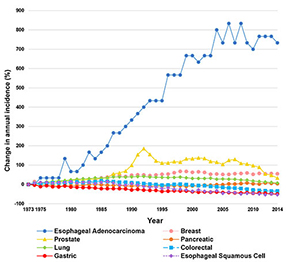 900
800
700
600
500
400
300
200
100
0
-100
Change in annual incidence (%)
1973 1975 1980 1985 1990 1995 2000 2005 2010 2014
Year
Esophageal Adenocarcinoma Breast
Prostate Pancreatic
Lung Colorectal
Gastric Esophageal Squamous Cell